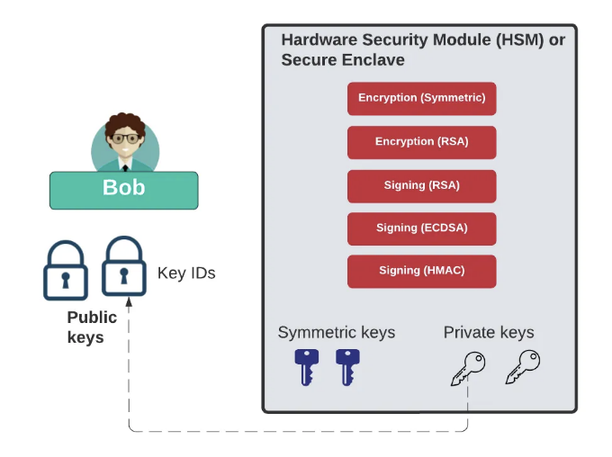 Hardware Security Module (HSM) or
Secure Enclave
Encryption (Symmetric)
Encryption (RSA)
Signing (RSA)
Signing (ECDSA)
Signing (HMAC)
Bob
Key IDs
Public
keys
Symmetric keys
Private keys